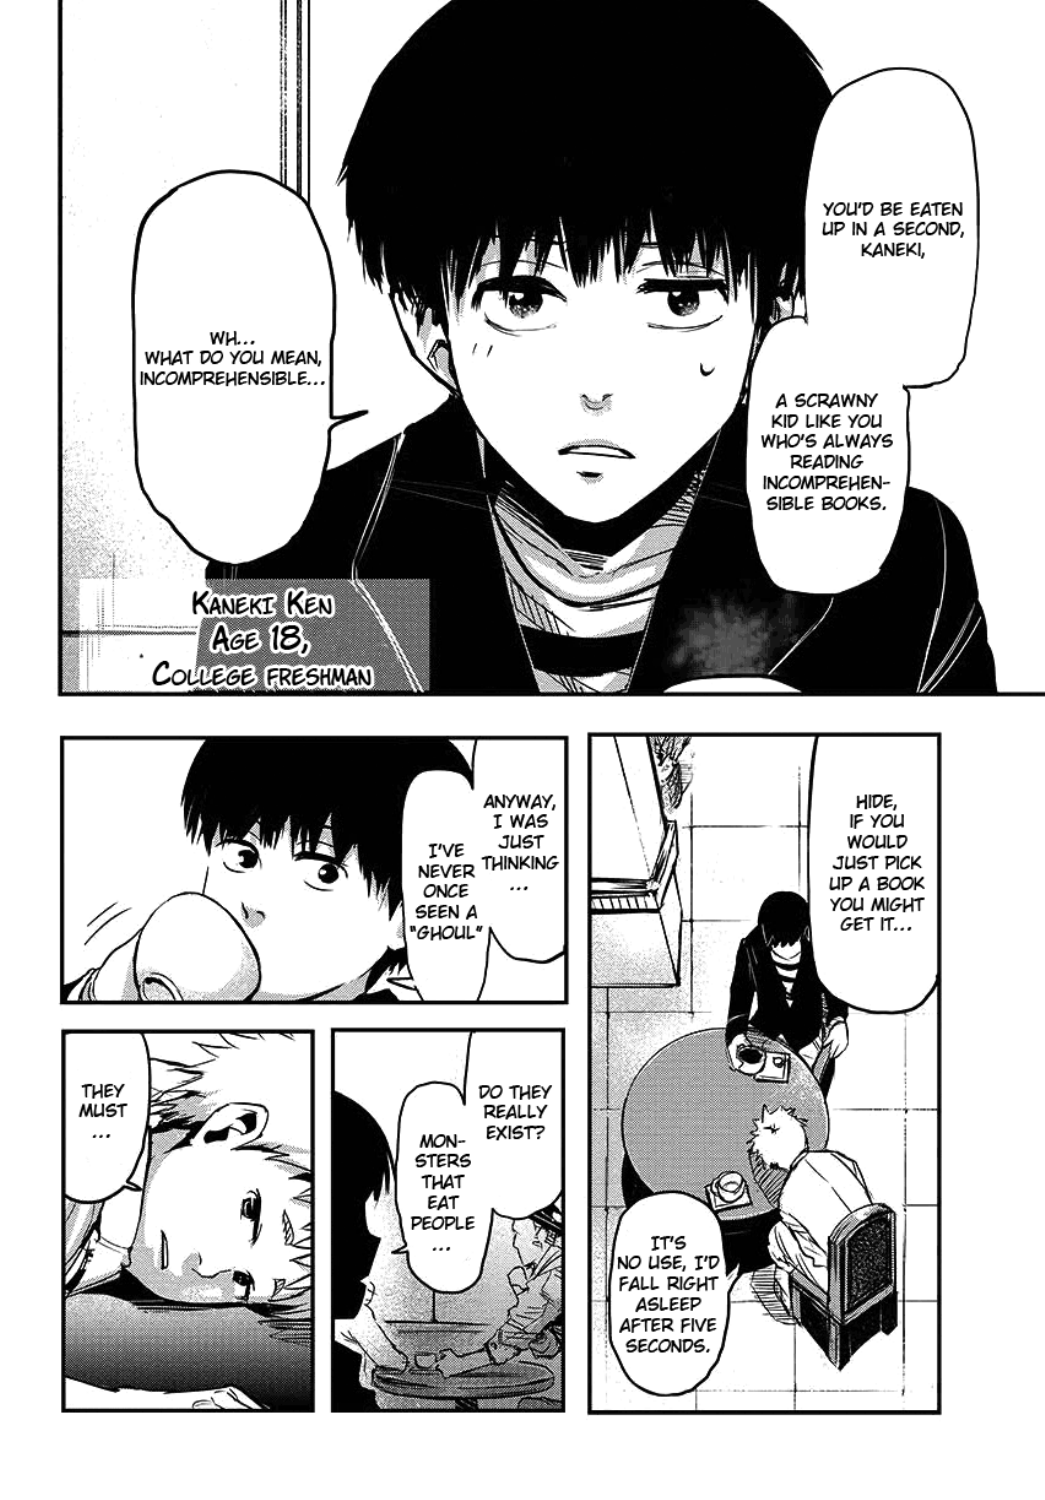 YOU'D BE EATEN
UP IN A SECOND,
KANEKI,
A SCRAWNY
KID LIKE YOU
WHO'S ALWAYS
READING
INCOMPREHEN-
SIBLE BOOKS.
WH...
WHAT DO YOU MEAN,
INCOMPREHENSIBLE...
KANEKI KEN
AGE 18,
COLLEGE FRESHMAN
HIDE,
IF YOU
WOULD
JUST PICK
UP A BOOK
YOU MIGHT
GET IT...
IT'S
NO USE, I'D
FALL RIGHT
ASLEEP
AFTER FIVE
SECONDS.
ANYWAY,
I WAS
JUST
THINKING
...
I'VE
NEVER
ONCE
SEEN A
"GHOUL"
DO THEY
REALLY
EXIST?
MON-
STERS
THAT
EAT
PEOPLE
...
THEY
MUST
...